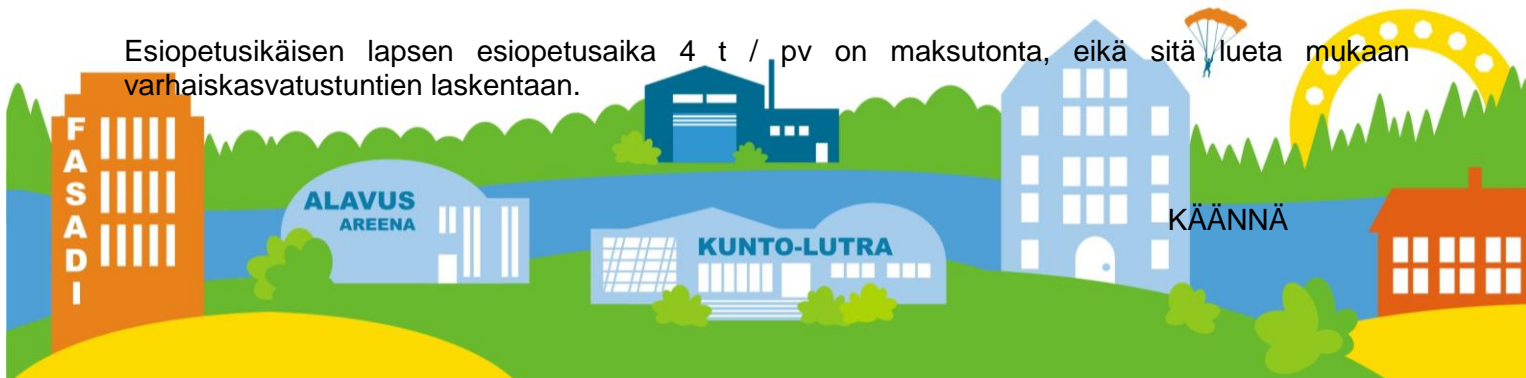 Esiopetusikäisen lapsen esiopetusaika 4 t / pv on maksutonta, eikä sitä lueta mukaan
varhaiskasvatustuntien laskentaan.
FASADI
ALAVUS
AREENA
KUNTO-LUTRA
KÄÄNNÄ